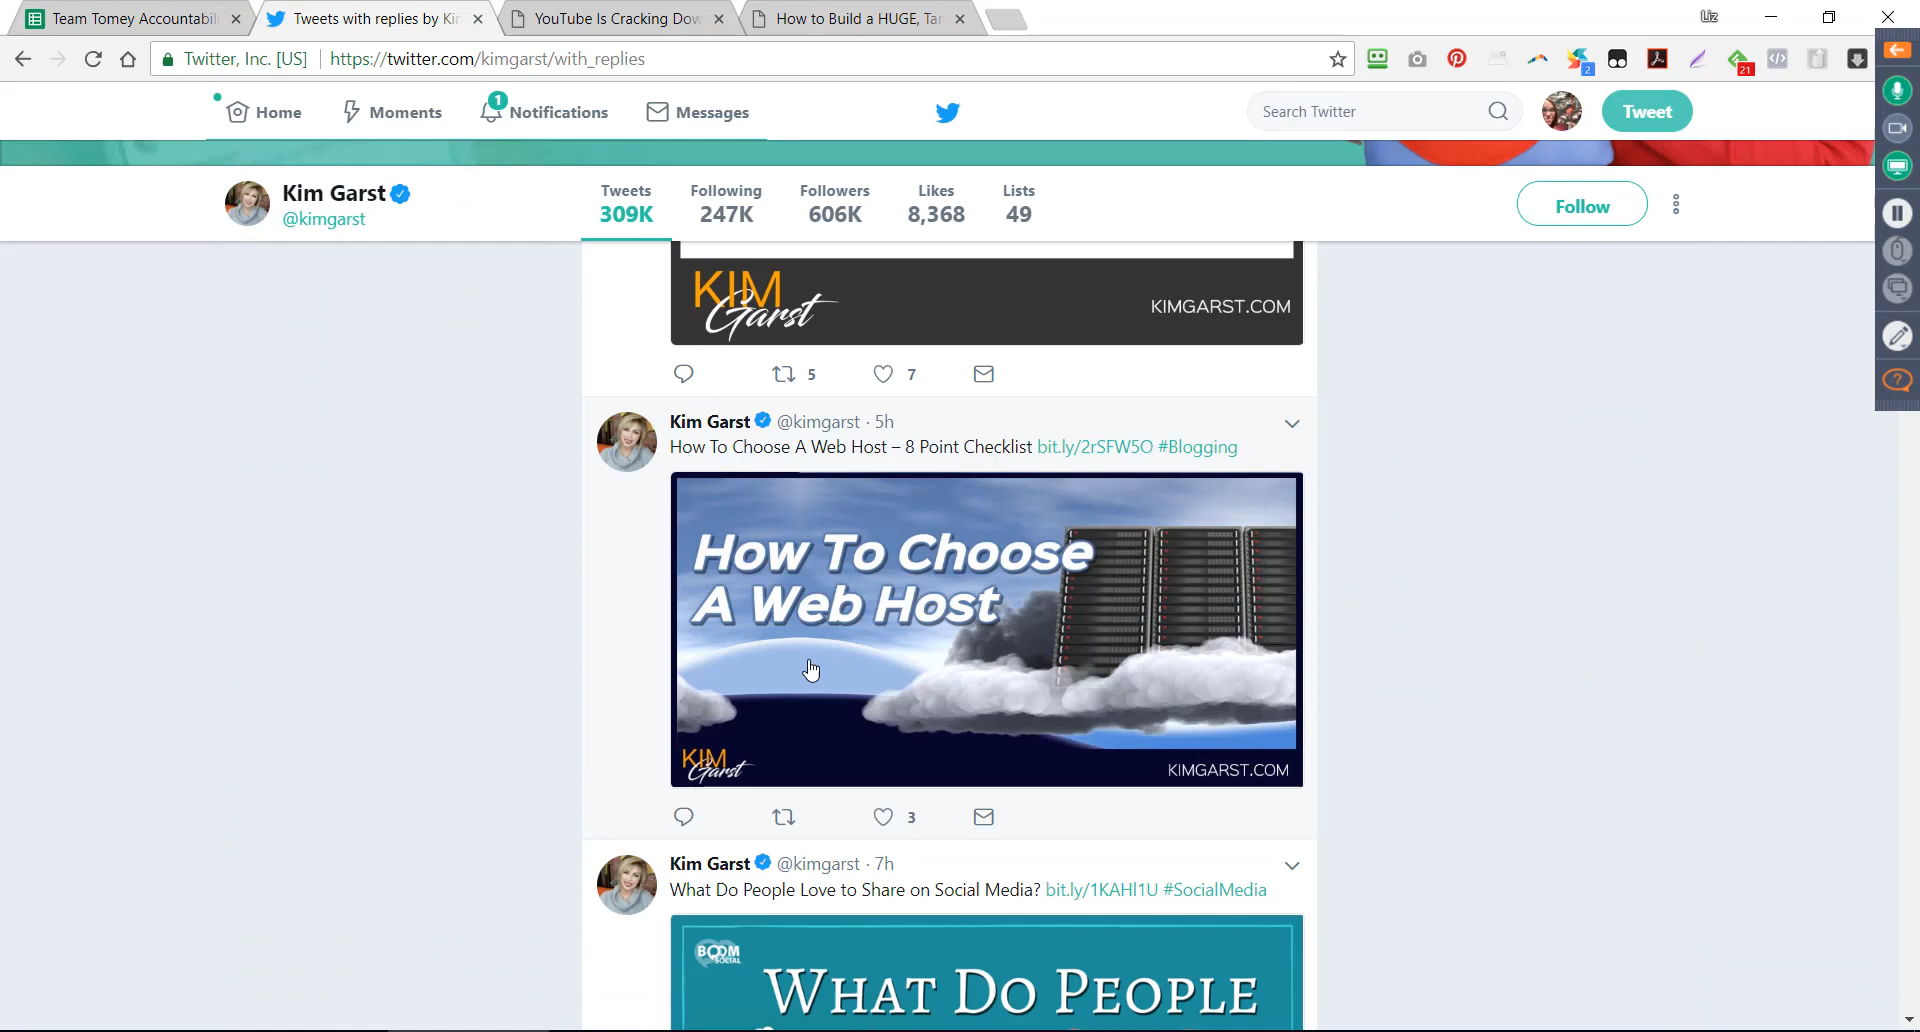 Team Tomey Accountabil
Tweets with replies by Ki
YouTube Is Cracking Dow
How to Build a HUGE, Tar
Liz
Twitter, Inc. [US]
https://twitter.com/kimgarst/with_replies
2
21
Home
Moments
1
Notifications
Messages
Search Twitter
Tweet
Kim Garst
@kimgarst
Tweets
309K
Following
247K
Followers
606K
Likes
8,368
Lists
49
Follow
KIM
Garst
KIMGARST.COM
5
7
Kim Garst @kimgarst · 5h
How To Choose A Web Host – 8 Point Checklist bit.ly/2rSFW5O #Blogging
How To Choose
A Web Host
KIM
Garst
KIMGARST.COM
3
Kim Garst @kimgarst · 7h
What Do People Love to Share on Social Media? bit.ly/1KAHl1U #SocialMedia
BOOM
SOCIAL
WHAT DO PEOPLE